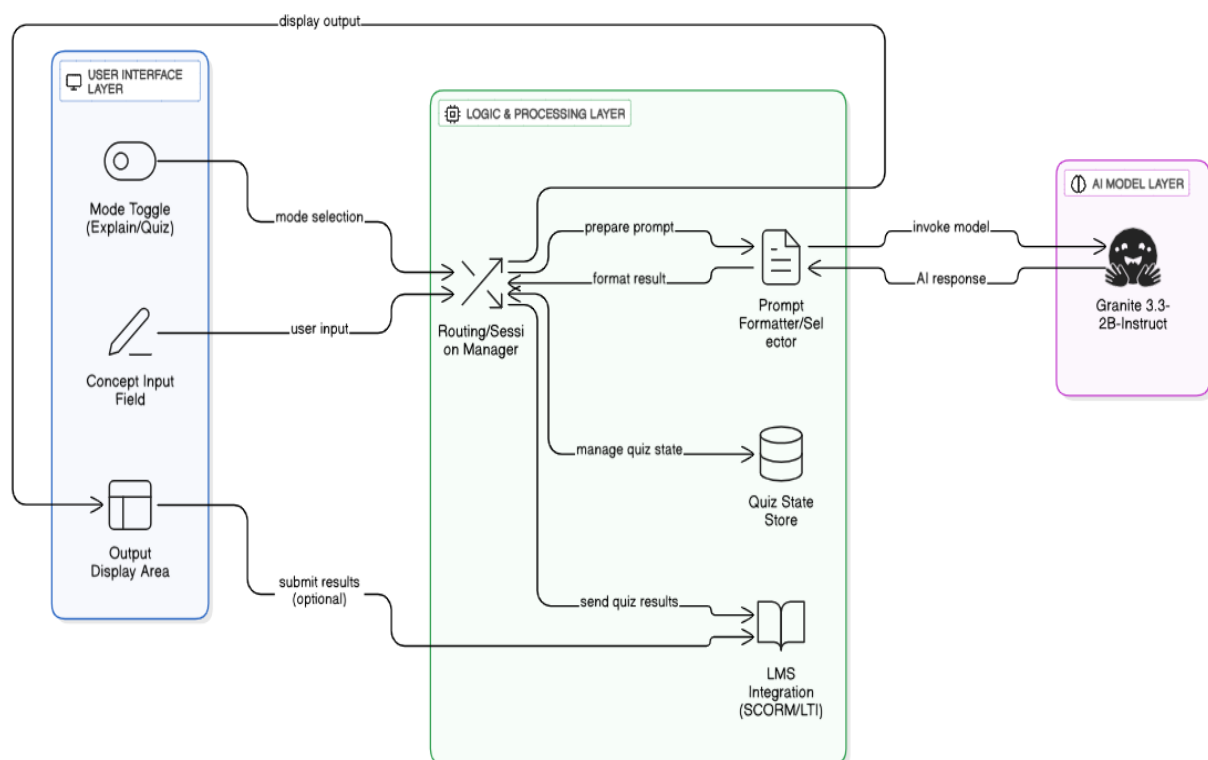 display output
USER INTERFACE
LAYER
Mode Toggle
(Explain/Quiz)
Concept Input
Field
Output
Display Area
mode selection
user input
submit results
(optional)
LOGIC & PROCESSING LAYER
Routing/Sessi
on Manager
prepare prompt
format result
Prompt
Formatter/Sel
ector
manage quiz state
Quiz State
Store
send quiz results
LMS
Integration
(SCORM/LTI)
invoke model
AI response
AI MODEL LAYER
Granite 3.3-
2B-Instruct